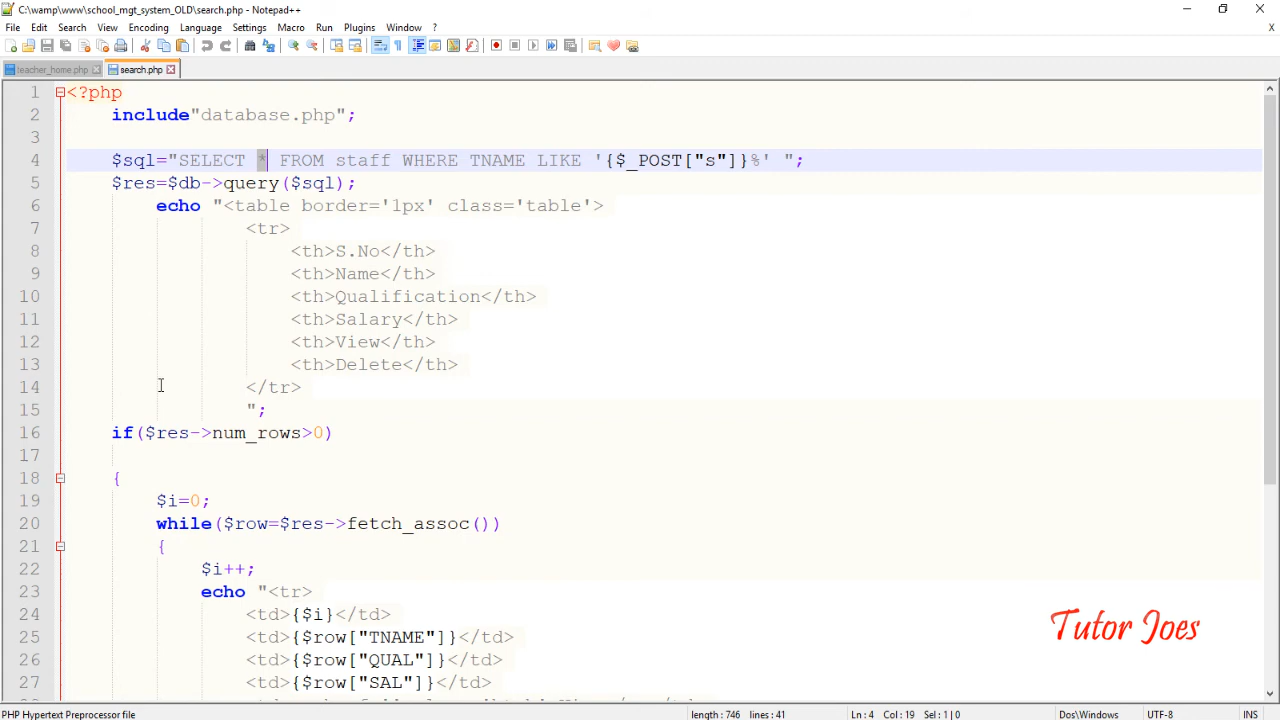 C:\wamp\www\school_mgt_system_OLD\search.php - Notepad++
File Edit Search View Encoding Language Settings Macro Run Plugins Window ? X
teacher_home.php search.php
1 <?php
2 include"database.php";
3
4 $sql="SELECT * FROM staff WHERE TNAME LIKE '{$_POST["s"]}%' ";
5 $res=$db->query($sql);
6 echo "<table border='1px' class='table'>
7 <tr>
8 <th>S.No</th>
9 <th>Name</th>
10 <th>Qualification</th>
11 <th>Salary</th>
12 <th>View</th>
13 <th>Delete</th>
14 </tr>
15 ";
16 if($res->num_rows>0)
17
18 {
19 $i=0;
20 while($row=$res->fetch_assoc())
21 {
22 $i++;
23 echo "<tr>
24 <td>{$i}</td>
25 <td>{$row["TNAME"]}</td>
26 <td>{$row["QUAL"]}</td>
27 <td>{$row["SAL"]}</td>
Tutor Joes
PHP Hypertext Preprocessor file length : 746 lines : 41 Ln : 4 Col : 19 Sel : 1 | 0 Dos\Windows UTF-8 INS